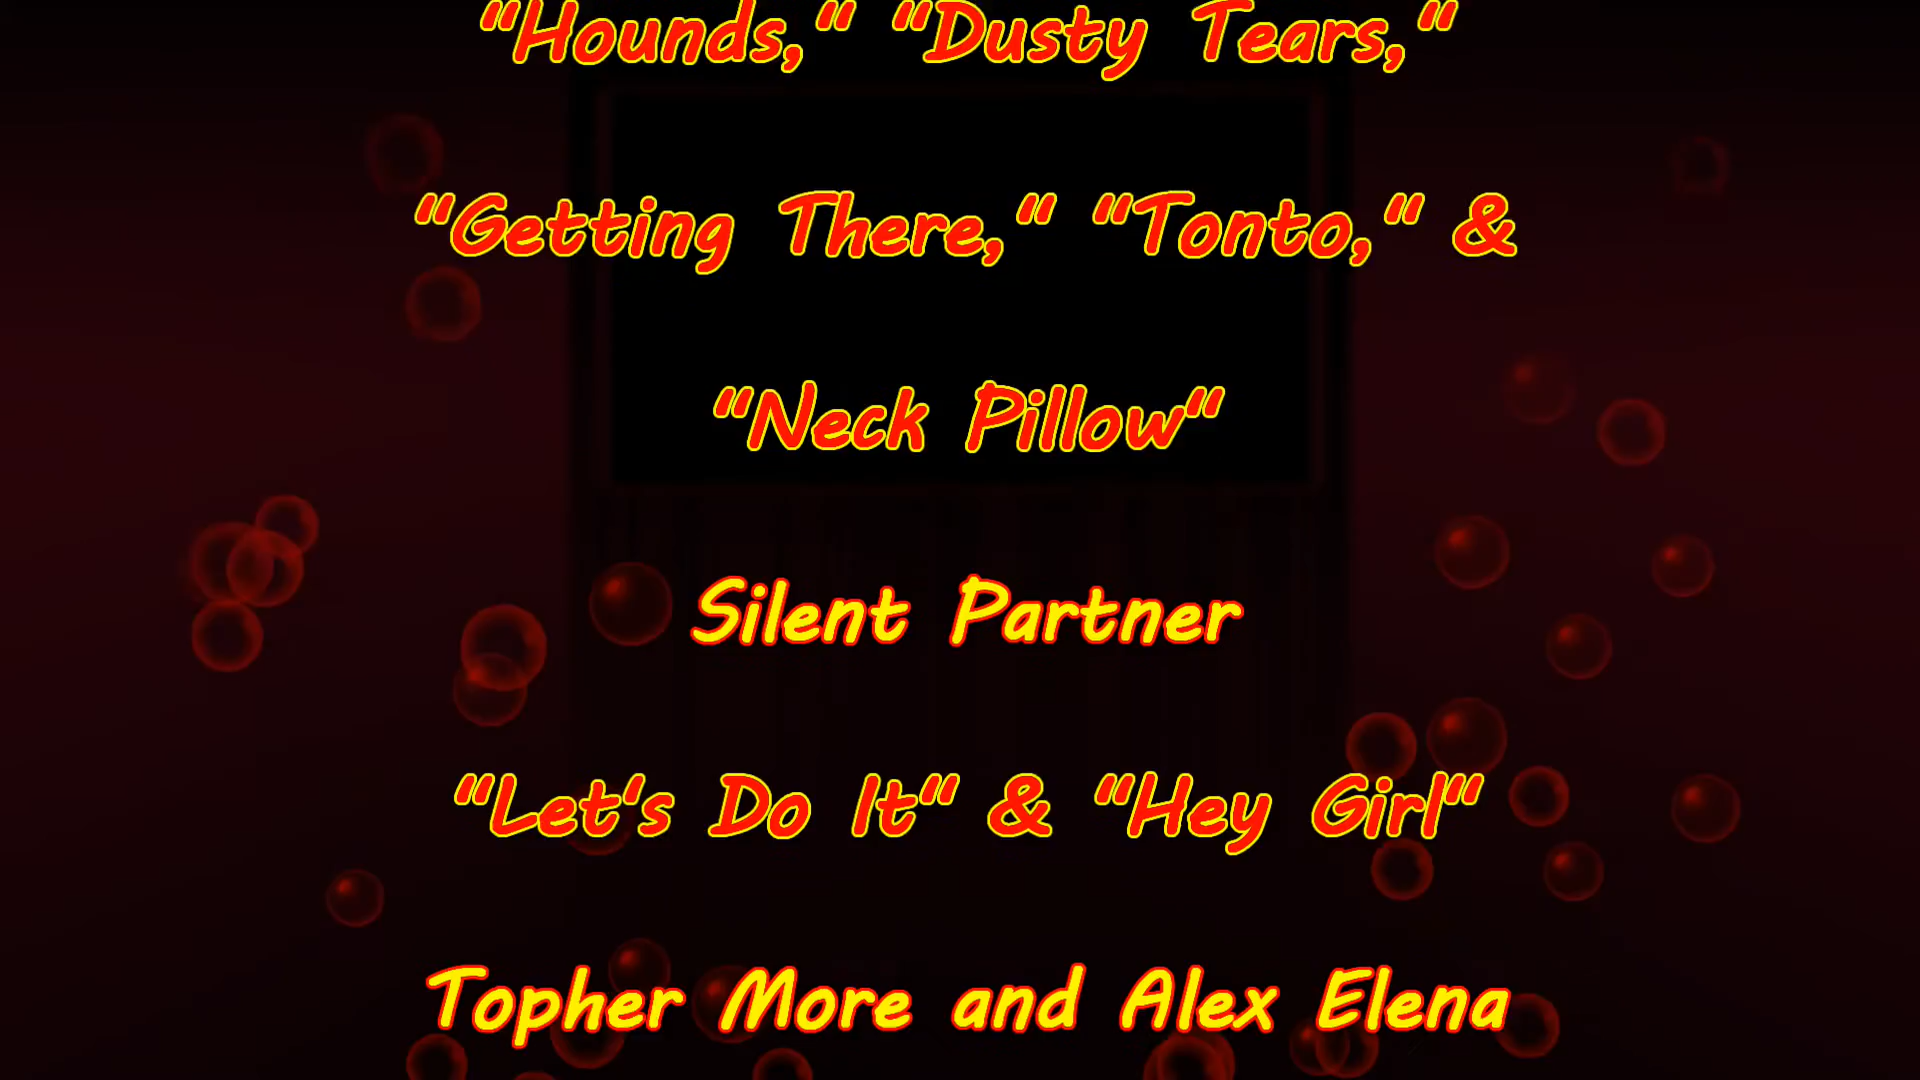 “Hounds,“ “Dusty Tears,“
“Getting There,“ “Tonto,“ &
“Neck Pillow“
Silent Partner
“Let‘s Do It“ & “Hey Girl“
Topher More and Alex Elena